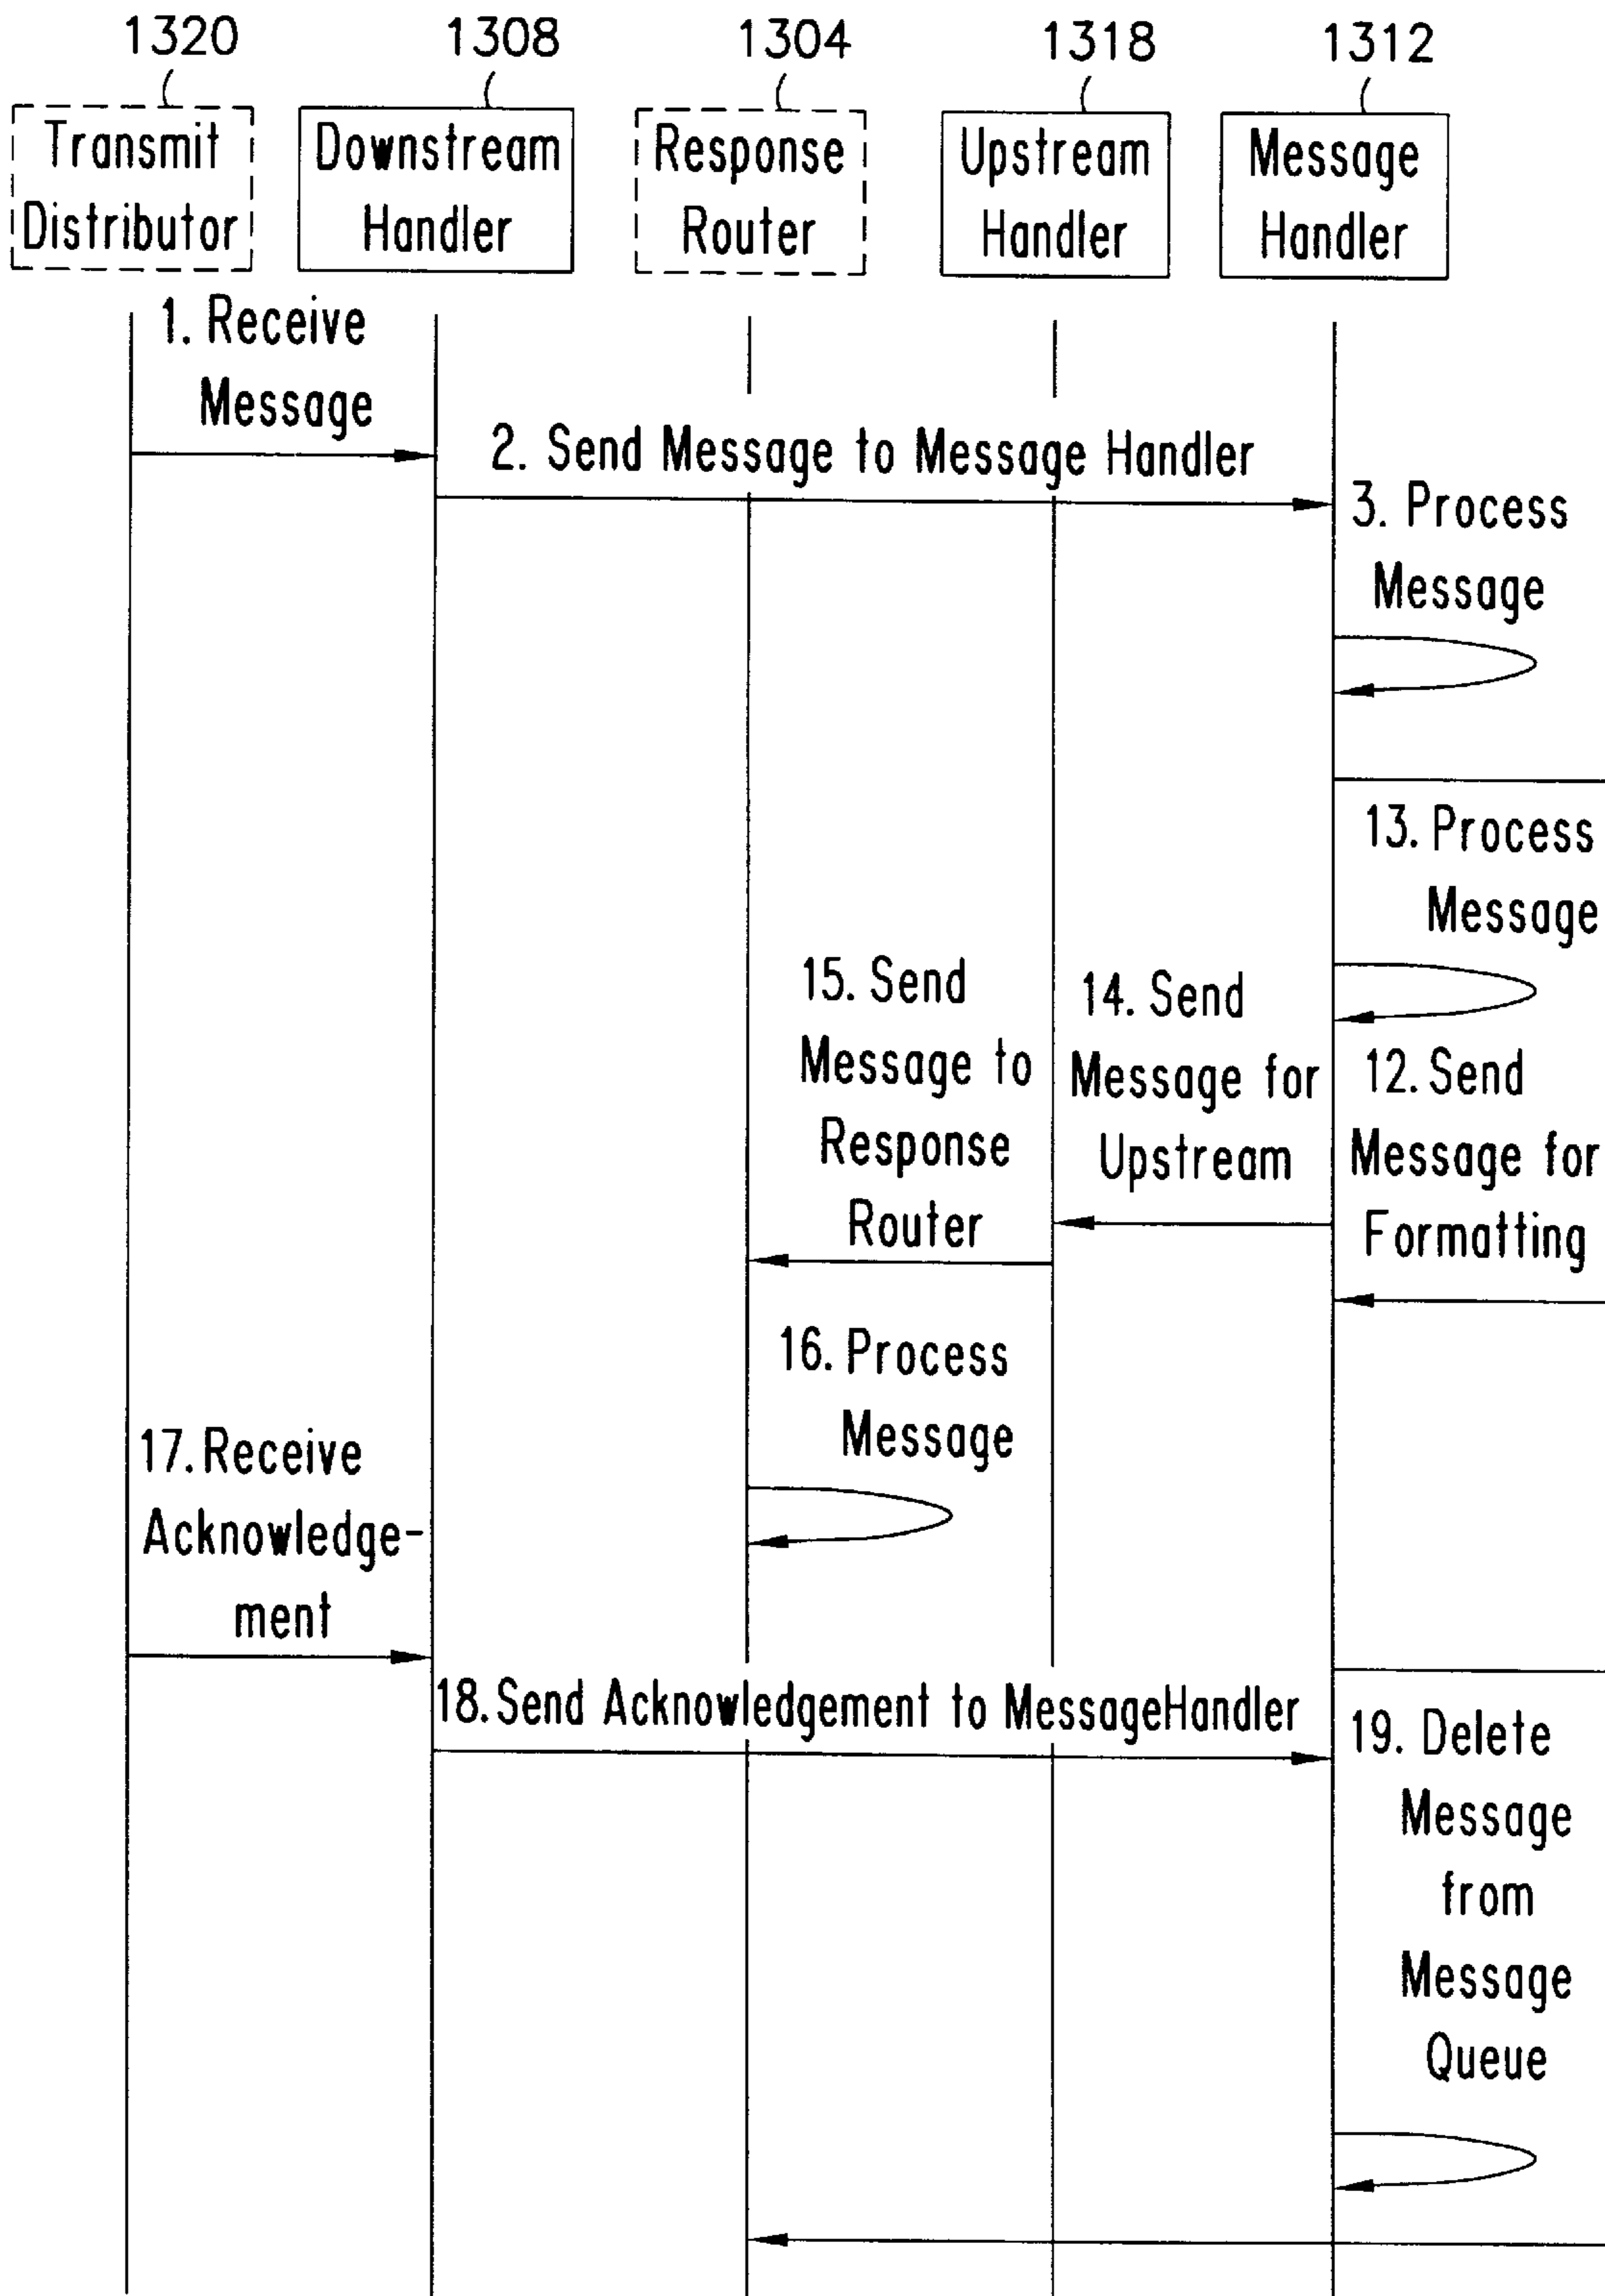 1320
1308
1304
1318
1312
Transmit
Distributor
Downstream
Handler
Response
Router
Upstream
Handler
Message
Handler
1. Receive
Message
2. Send Message to Message Handler
3. Process
Message
13. Process
Message
15. Send
Message to
Response
Router
14. Send
Message for
Upstream
12. Send
Message for
Formatting
16. Process
Message
17. Receive
Acknowledge-
ment
18. Send Acknowledgement to MessageHandler
19. Delete
Message
from
Message
Queue